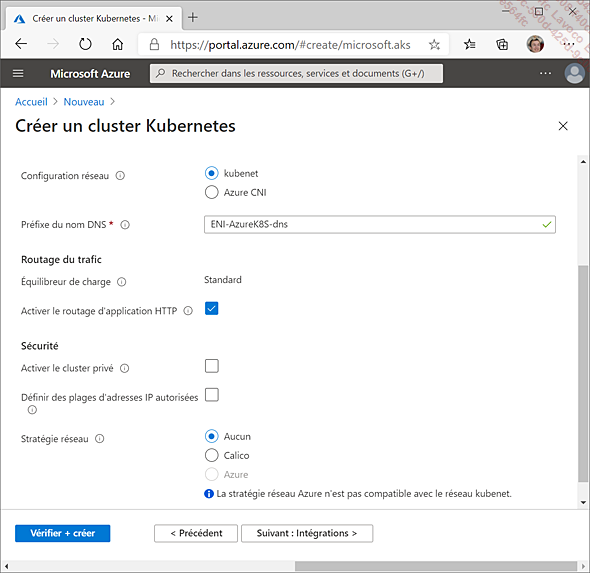 Créer un cluster Kubernetes - Mi
https://portal.azure.com/#create/microsoft.aks
Microsoft Azure
Rechercher dans les ressources, services et documents (G+/)
Accueil > Nouveau >
Créer un cluster Kubernetes
Configuration réseau
kubenet
Azure CNI
Préfixe du nom DNS *
ENI-AzureK8S-dns
Routage du trafic
Équilibreur de charge
Standard
Activer le routage d'application HTTP
Sécurité
Activer le cluster privé
Définir des plages d'adresses IP autorisées
Stratégie réseau
Aucun
Calico
Azure
La stratégie réseau Azure n'est pas compatible avec le réseau kubenet.
Vérifier + créer
< Précédent
Suivant : Intégrations >